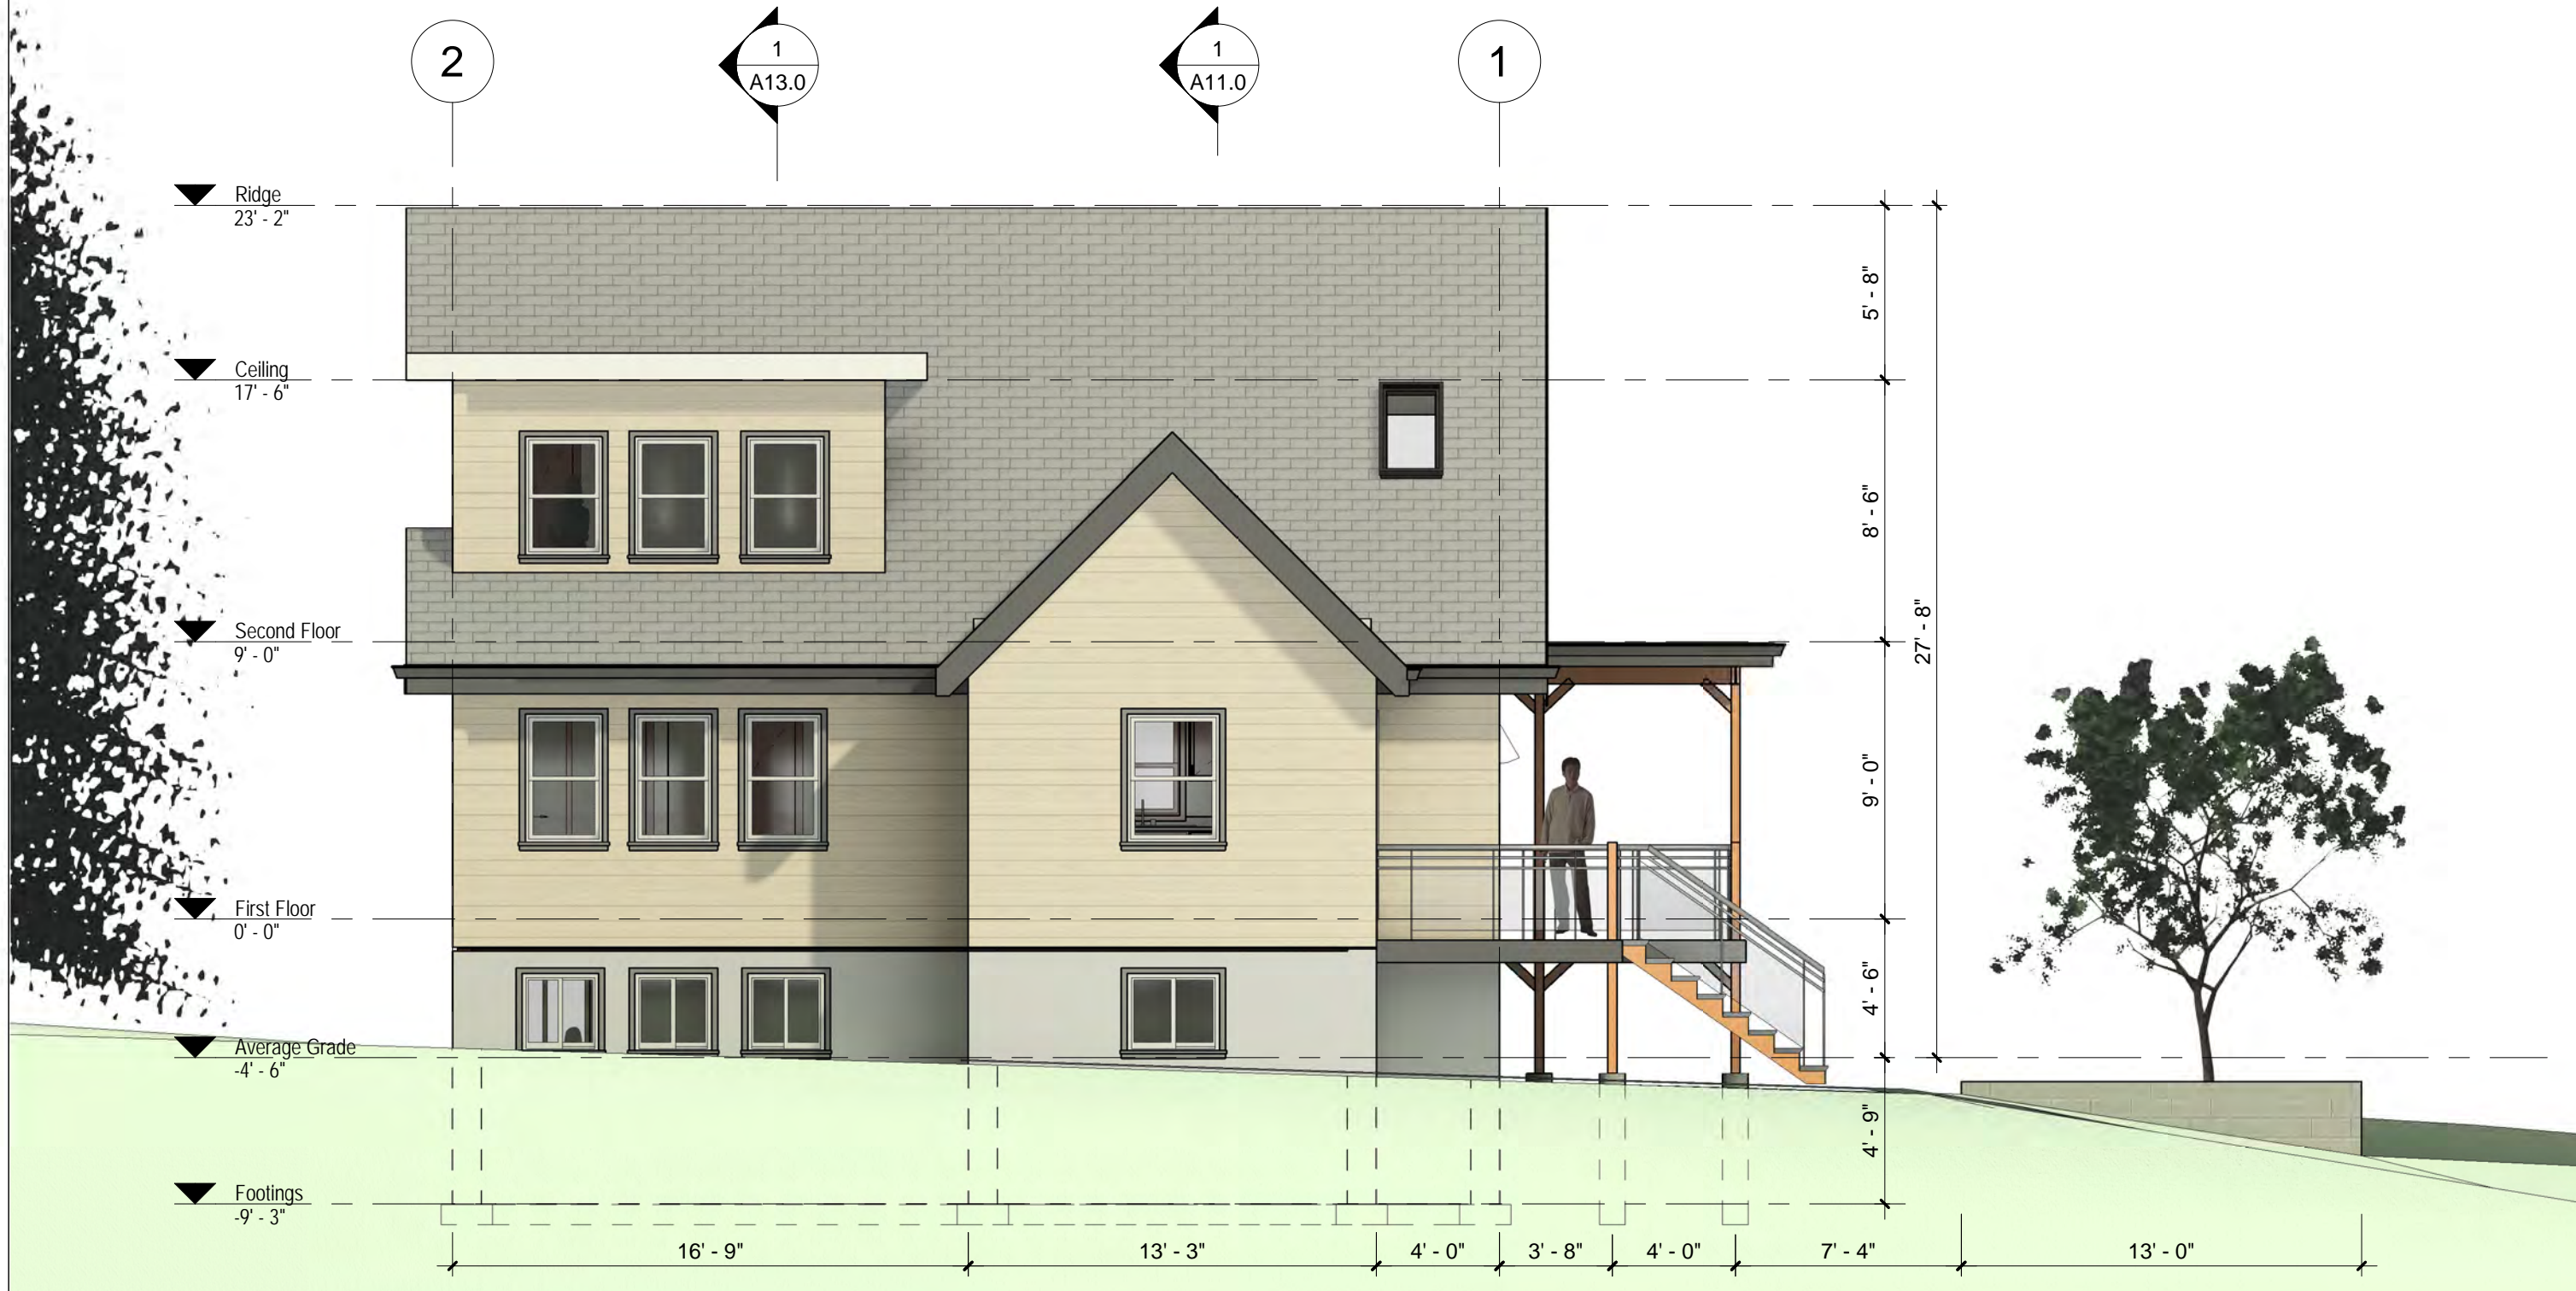 2
1
A13.0
1
A11.0
1
Ridge
23' - 2"
Ceiling
17' - 6"
Second Floor
9' - 0"
First Floor
0' - 0"
Average Grade
-4' - 6"
Footings
-9' - 3"
5' - 8"
8' - 6"
27' - 8"
9' - 0"
4' - 6"
4' - 9"
16' - 9"
13' - 3"
4' - 0"
3' - 8"
4' - 0"
7' - 4"
13' - 0"